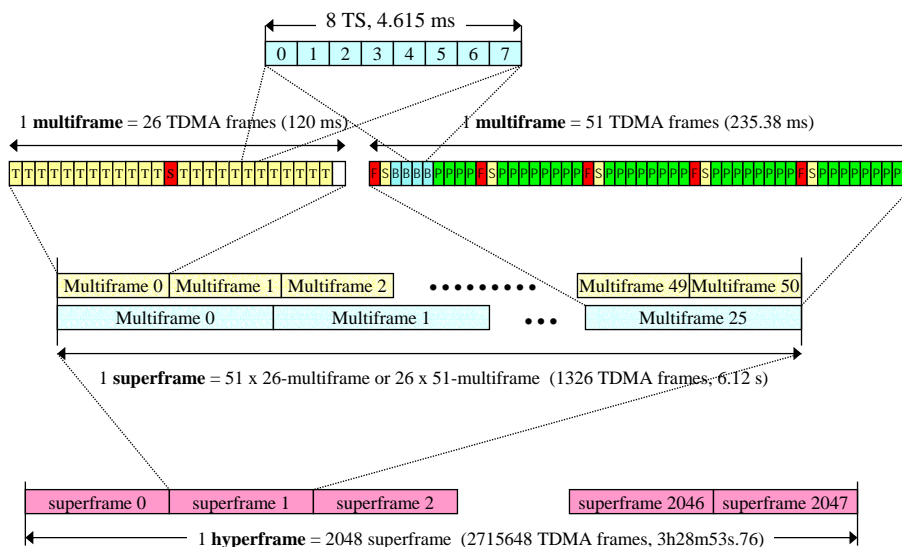 8 TS, 4.615 ms
0 1 2 3 4 5 6 7
1 multiframe = 26 TDMA frames (120 ms)
1 multiframe = 51 TDMA frames (235.38 ms)
T T T T T T T T T T T T S T T T T T T T T T T T T
F S B B B B P P P P F S P P P P P P P P F S P P P P P P P P F S P P P P P P P P F S P P P P P P P P
Multiframe 0 Multiframe 1 Multiframe 2 ••••••••• Multiframe 49 Multiframe 50
Multiframe 0 Multiframe 1 ••• Multiframe 25
1 superframe = 51 x 26-multiframe or 26 x 51-multiframe (1326 TDMA frames, 6.12 s)
superframe 0 superframe 1 superframe 2 superframe 2046 superframe 2047
1 hyperframe = 2048 superframe (2715648 TDMA frames, 3h28m53s.76)